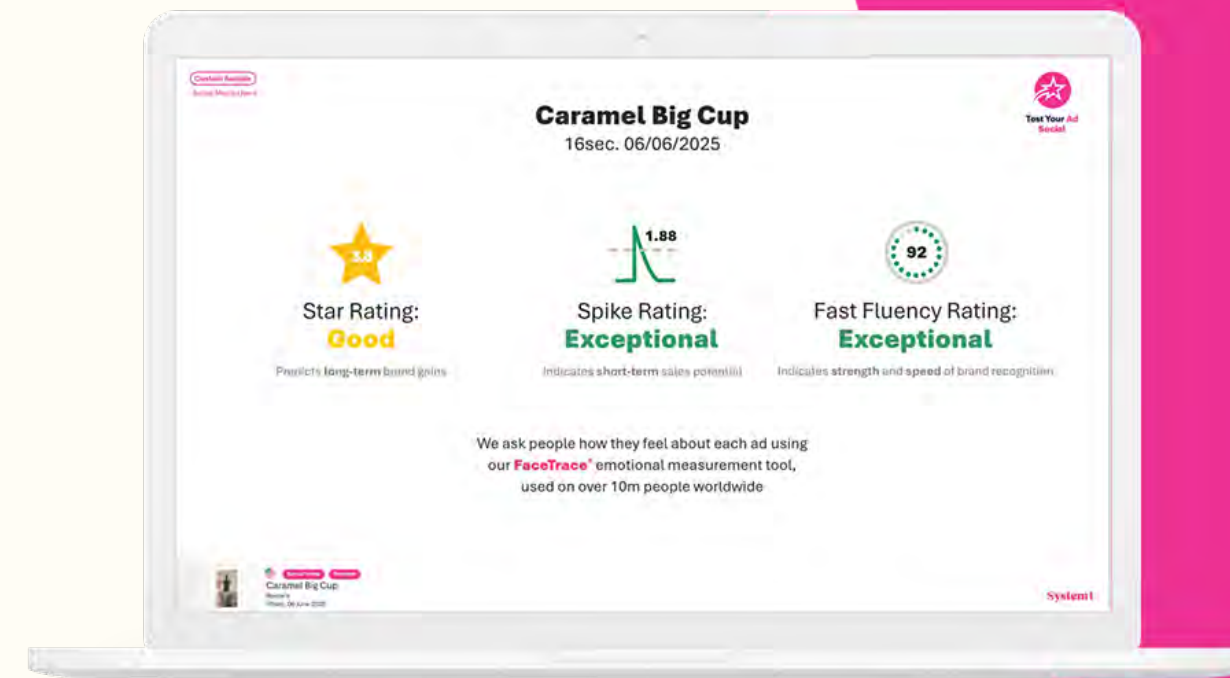 Test Your Ad
Social
Caramel Big Cup
16sec. 06/06/2025
3.8
1.88
92
Star Rating:
Good
Predicts long-term brand gains
Spike Rating:
Exceptional
Indicates short-term sales potential
Fast Fluency Rating:
Exceptional
Indicates strength and speed of brand recognition
We ask people how they feel about each ad using
our FaceTrace® emotional measurement tool,
used on over 10m people worldwide
Caramel Big Cup
System1